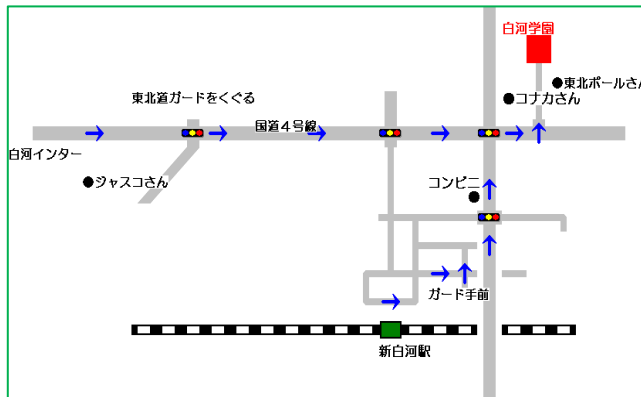 白河学園
東北ポールさん
コナカさん
東北道ガードをくぐる
国道４号線
白河インター
ジャスコさん
コンビニ
ガード手前
新白河駅